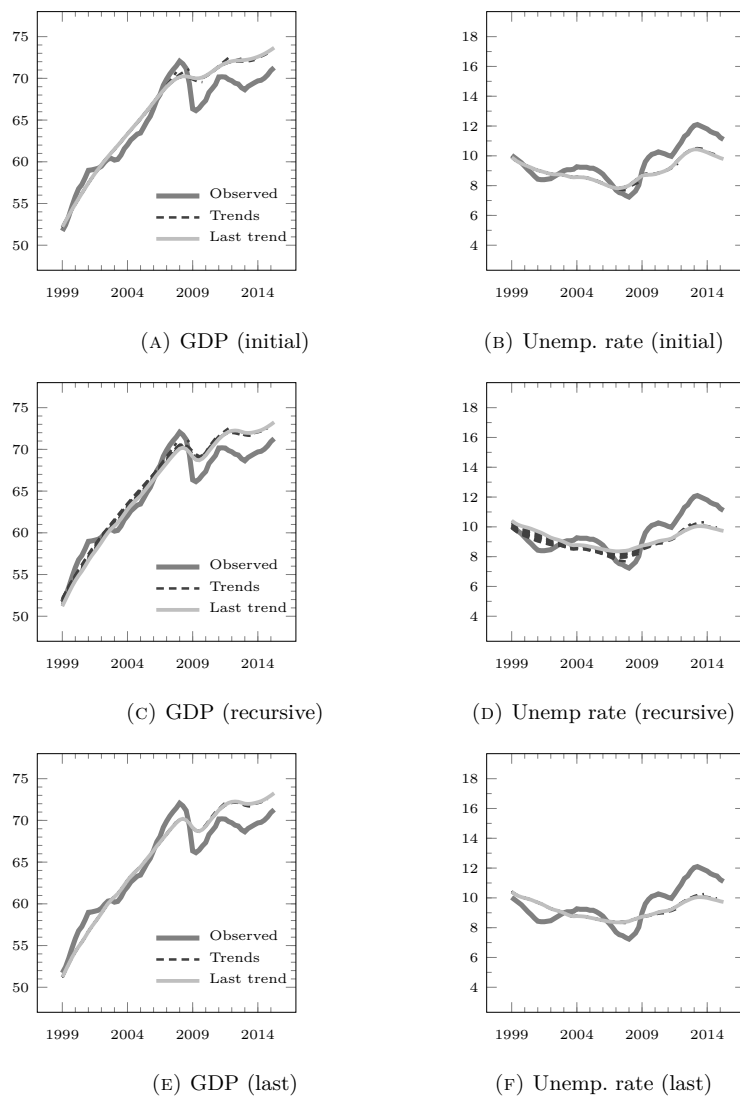 75
70
65
60
55
50
Observed
Trends
Last trend
1999 2004 2009 2014
(A) GDP (initial)
18
16
14
12
10
8
6
4
1999 2004 2009 2014
(B) Unemp. rate (initial)
75
70
65
60
55
50
Observed
Trends
Last trend
1999 2004 2009 2014
(C) GDP (recursive)
18
16
14
12
10
8
6
4
1999 2004 2009 2014
(D) Unemp rate (recursive)
75
70
65
60
55
50
Observed
Trends
Last trend
1999 2004 2009 2014
(E) GDP (last)
18
16
14
12
10
8
6
4
1999 2004 2009 2014
(F) Unemp. rate (last)